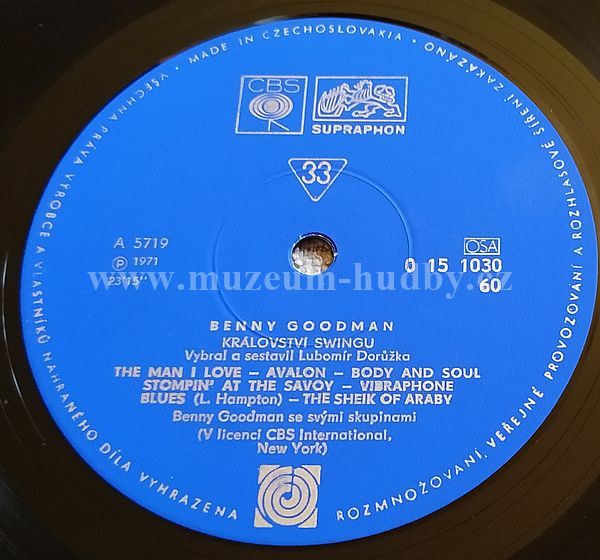 VŠECHNA PRÁVA VÝROBCE A VLASTNÍKŮ NAHRANÉHO DÍLA VYHRAZENA
• MADE IN CZECHOSLOVAKIA •
ROZMNOŽOVÁNÍ, VEŘEJNÉ PROVOZOVÁNÍ A ROZHLASOVÉ ŠÍŘENÍ ZAKÁZÁNO
CBS
SUPRAPHON
33
A 5719
Ⓟ 1971
23'15"
OSA
0 15 1030
60
www.muzeum-hudby.cz
BENNY GOODMAN
KRÁLOVSTVÍ SWINGU
Vybral a sestavil Lubomír Dorůžka
THE MAN I LOVE – AVALON – BODY AND SOUL
STOMPIN' AT THE SAVOY – VIBRAPHONE
BLUES (L. Hampton) – THE SHEIK OF ARABY
Benny Goodman se svými skupinami
(V licenci CBS International,
New York)